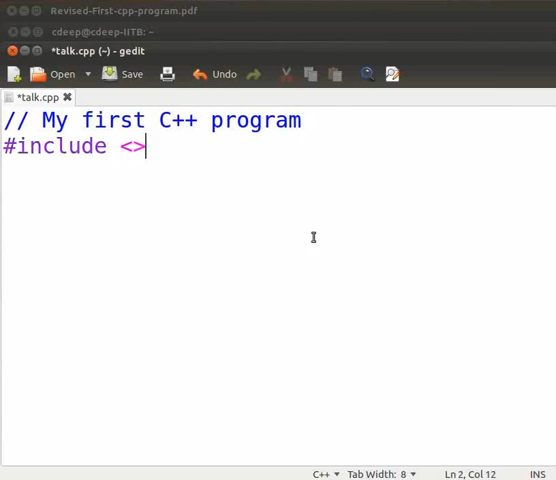 Revised-First-cpp-program.pdf
cdeep@cdeep-IITB: ~
*talk.cpp (~) - gedit
Open Save Undo
*talk.cpp
// My first C++ program
#include <>
C++ Tab Width: 8 Ln 2, Col 12 INS